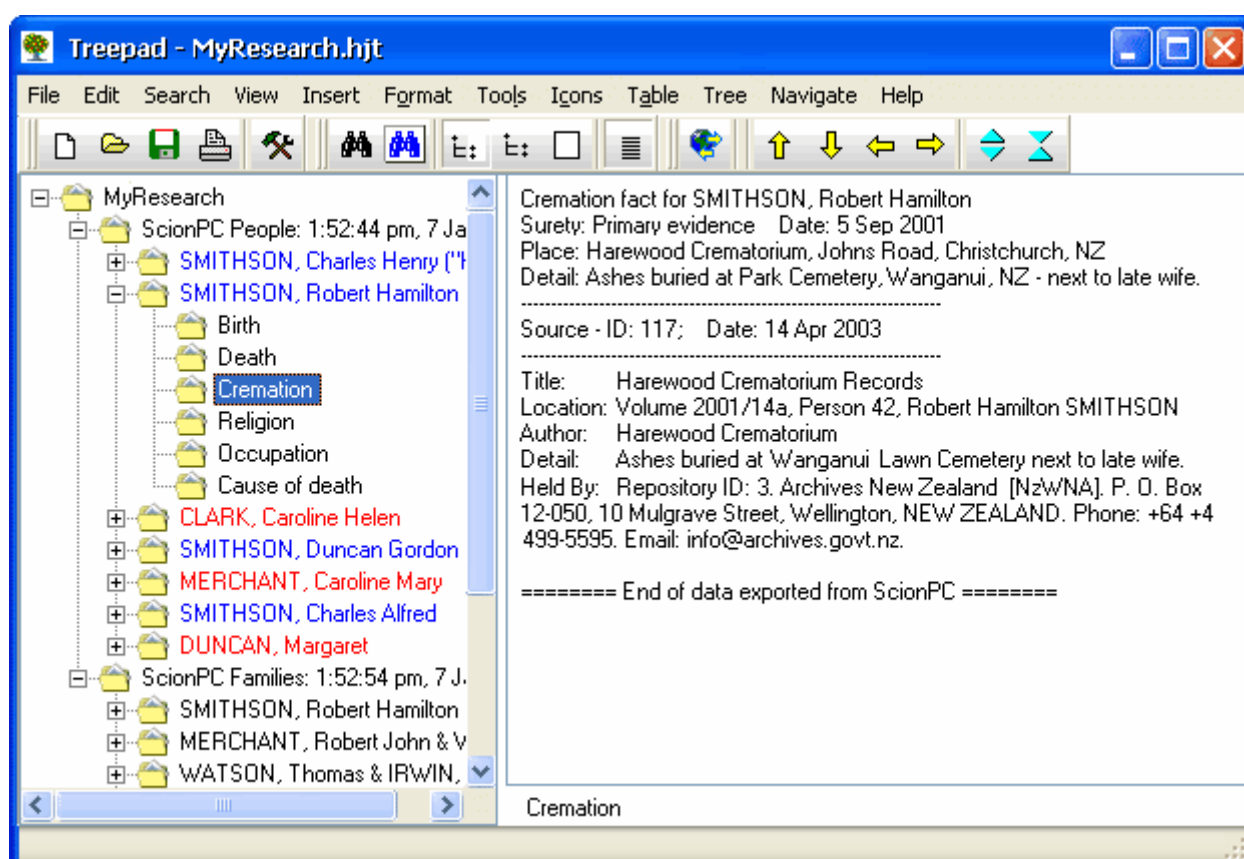 Treepad - MyResearch.hjt
File Edit Search View Insert Format Tools Icons Table Tree Navigate Help
MyResearch
ScionPC People: 1:52:44 pm, 7 Ja
SMITHSON, Charles Henry ("H
SMITHSON, Robert Hamilton
Birth
Death
Cremation
Religion
Occupation
Cause of death
CLARK, Caroline Helen
SMITHSON, Duncan Gordon
MERCHANT, Caroline Mary
SMITHSON, Charles Alfred
DUNCAN, Margaret
ScionPC Families: 1:52:54 pm, 7 J
SMITHSON, Robert Hamilton
MERCHANT, Robert John & V
WATSON, Thomas & IRWIN,
Cremation fact for SMITHSON, Robert Hamilton
Surety: Primary evidence Date: 5 Sep 2001
Place: Harewood Crematorium, Johns Road, Christchurch, NZ
Detail: Ashes buried at Park Cemetery, Wanganui, NZ - next to late wife.
----------------------------------------------------------------------
Source - ID: 117; Date: 14 Apr 2003
----------------------------------------------------------------------
Title: Harewood Crematorium Records
Location: Volume 2001/14a, Person 42, Robert Hamilton SMITHSON
Author: Harewood Crematorium
Detail: Ashes buried at Wanganui Lawn Cemetery next to late wife.
Held By: Repository ID: 3. Archives New Zealand [NzWNA]. P. O. Box
12-050, 10 Mulgrave Street, Wellington, NEW ZEALAND. Phone: +64 +4
499-5595. Email: info@archives.govt.nz.
======== End of data exported from ScionPC ========
Cremation